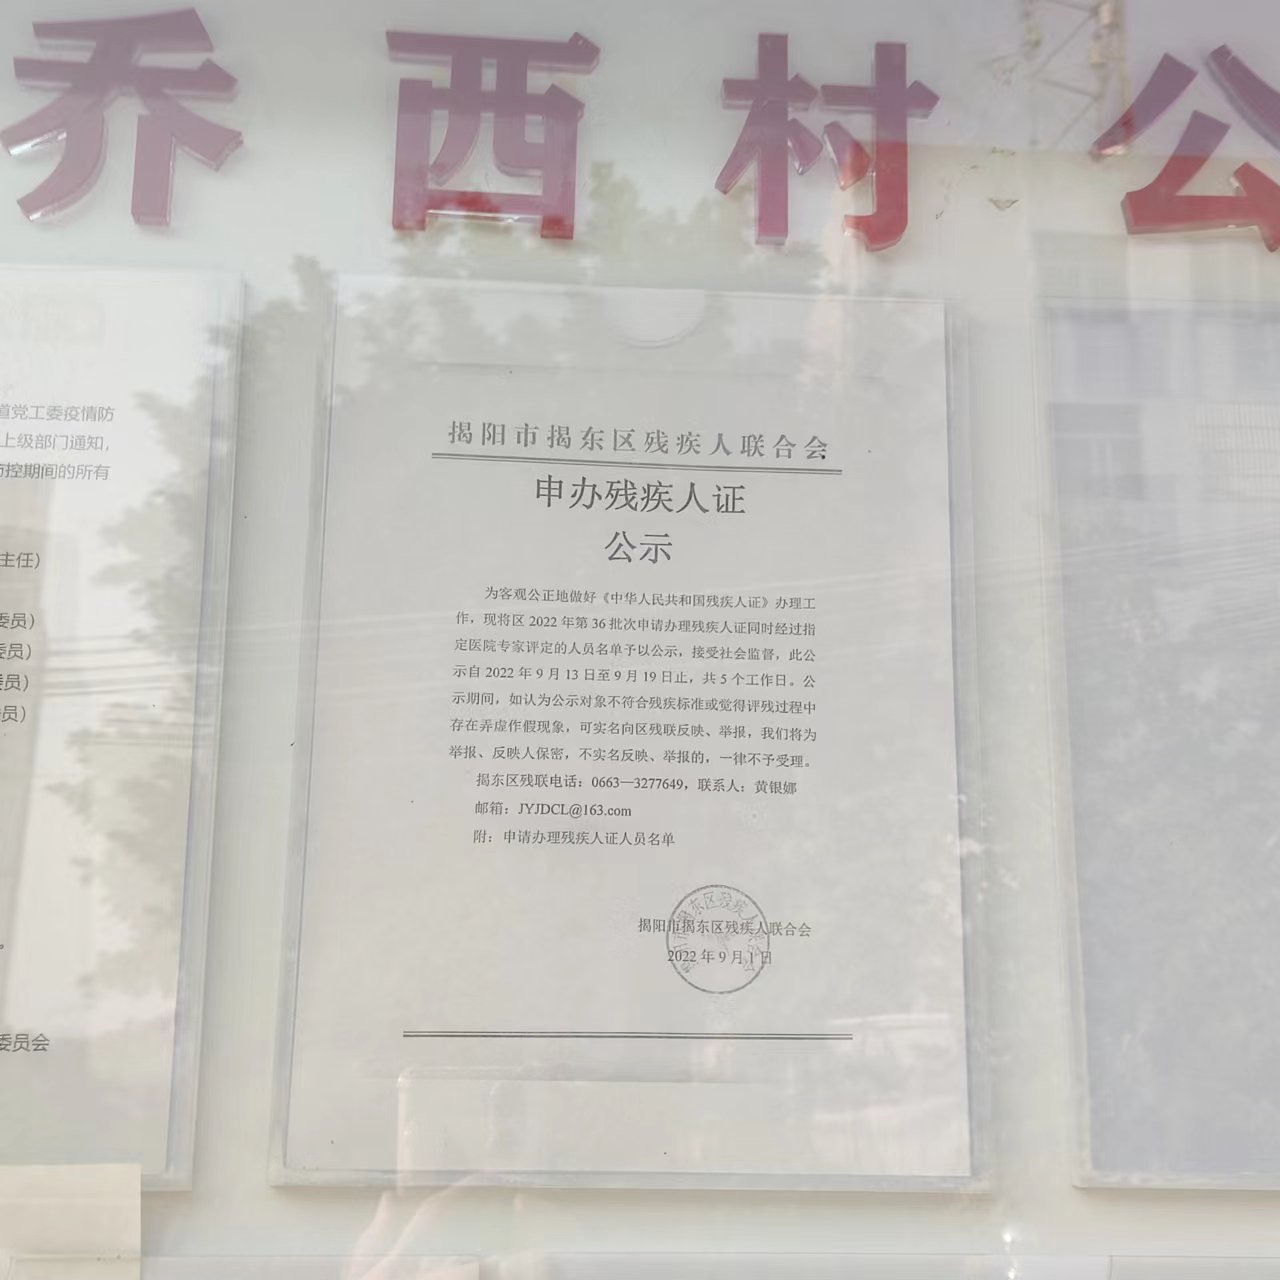 乔西村公
道党工委疫情防
上级部门通知，
防控期间的所有
主任）
委员）
委员）
委员）
员）
委员会
揭阳市揭东区残疾人联合会
申办残疾人证
公示
为客观公正地做好《中华人民共和国残疾人证》办理工
作，现将区 2022 年第 36 批次申请办理残疾人证同时经过指
定医院专家评定的人员名单予以公示，接受社会监督，此公
示自 2022 年 9 月 13 日至 9 月 19 日止，共 5 个工作日。公
示期间，如认为公示对象不符合残疾标准或觉得评残过程中
存在弄虚作假现象，可实名向区残联反映、举报，我们将为
举报、反映人保密，不实名反映、举报的，一律不予受理。
揭东区残联电话：0663—3277649，联系人：黄银娜
邮箱：JYJDCL@163.com
附：申请办理残疾人证人员名单
揭阳市揭东区残疾人联合会
2022 年 9 月 1 日
揭阳市揭东区残疾人联合会